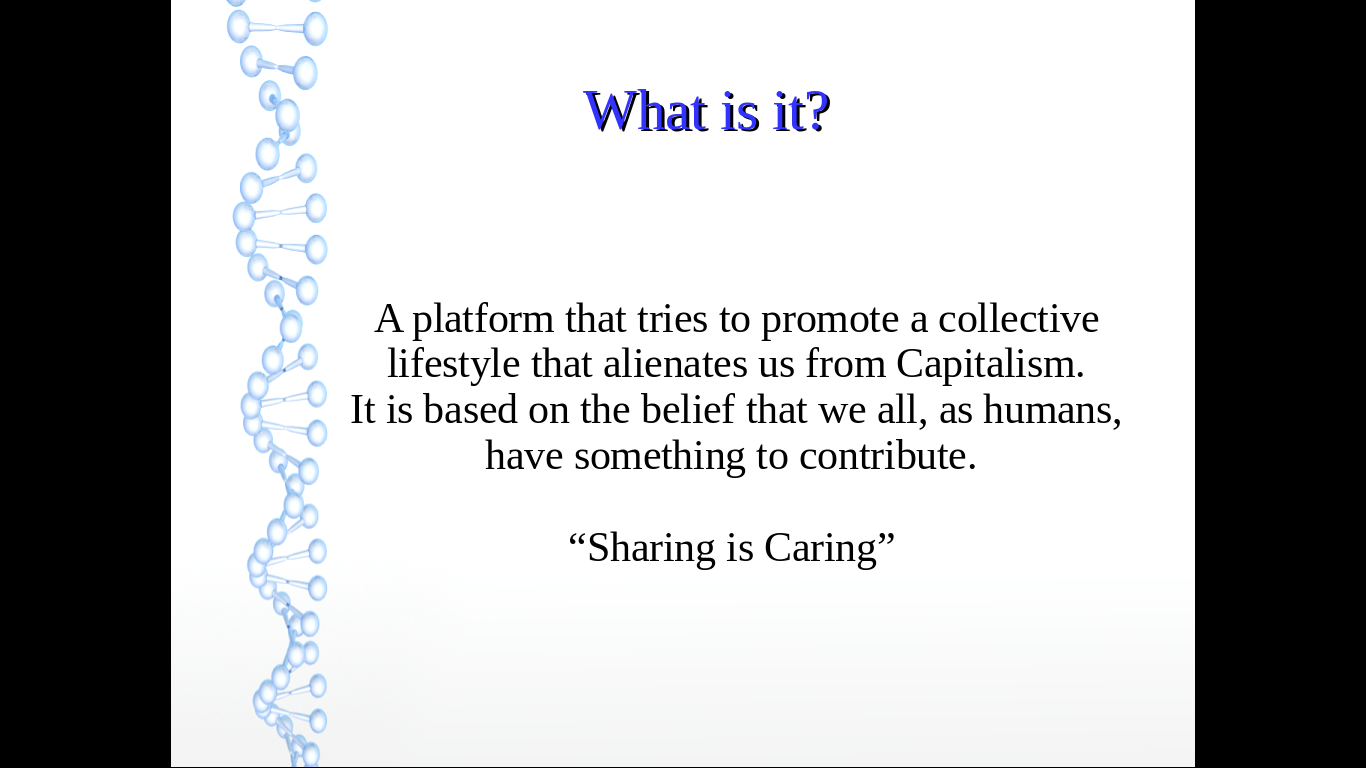 What is it?
A platform that tries to promote a collective
lifestyle that alienates us from Capitalism.
It is based on the belief that we all, as humans,
have something to contribute.
“Sharing is Caring”